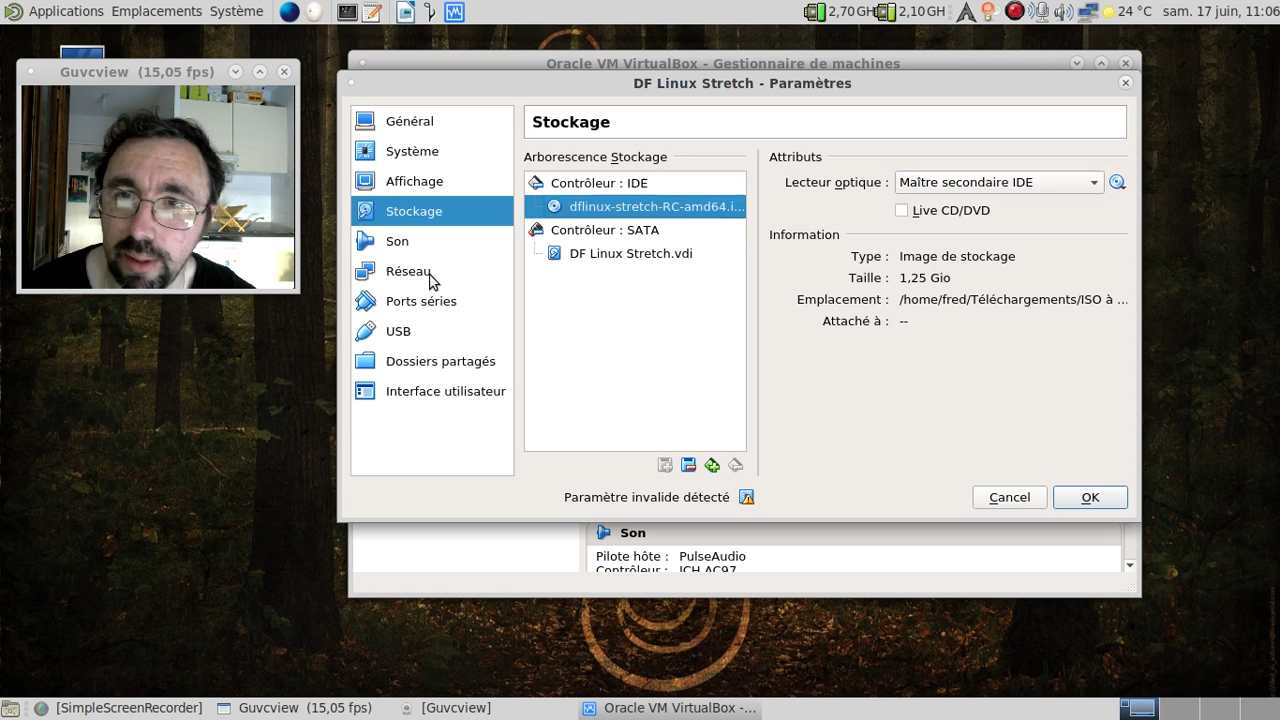 Applications Emplacements Système
2,70 GH 2,10 GH 24 °C sam. 17 juin, 11:06
Guvcview (15,05 fps)
Oracle VM VirtualBox - Gestionnaire de machines
DF Linux Stretch - Paramètres
Général
Système
Affichage
Stockage
Son
Réseau
Ports séries
USB
Dossiers partagés
Interface utilisateur
Stockage
Arborescence Stockage
Contrôleur : IDE
dflinux-stretch-RC-amd64.i...
Contrôleur : SATA
DF Linux Stretch.vdi
Attributs
Lecteur optique : Maître secondaire IDE
Live CD/DVD
Information
Type : Image de stockage
Taille : 1,25 Gio
Emplacement : /home/fred/Téléchargements/ISO à ...
Attaché à : --
Paramètre invalide détecté
Cancel OK
Son
Pilote hôte : PulseAudio
Contrôleur : ICH AC97
[SimpleScreenRecorder] Guvcview (15,05 fps) [Guvcview] Oracle VM VirtualBox -...